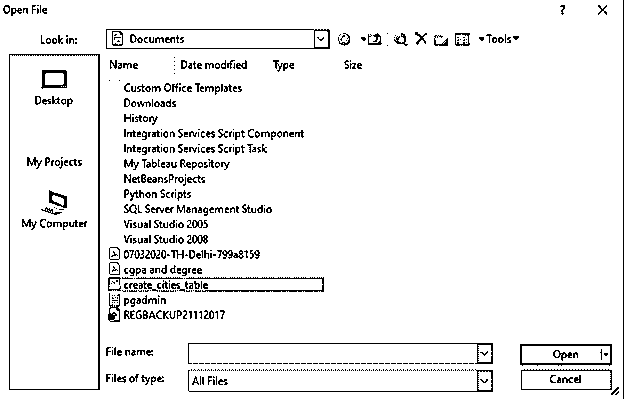 Open File
? X
Look in: Documents Tools
Name Date modified Type Size
Desktop
My Projects
My Computer
Custom Office Templates
Downloads
History
Integration Services Script Component
Integration Services Script Task
My Tableau Repository
NetBeansProjects
Python Scripts
SQL Server Management Studio
Visual Studio 2005
Visual Studio 2008
07032020-TH-Delhi-799a8159
cgpa and degree
create_cities_table
pgadmin
REGBACKUP21112017
File name: Open
Files of type: All Files Cancel